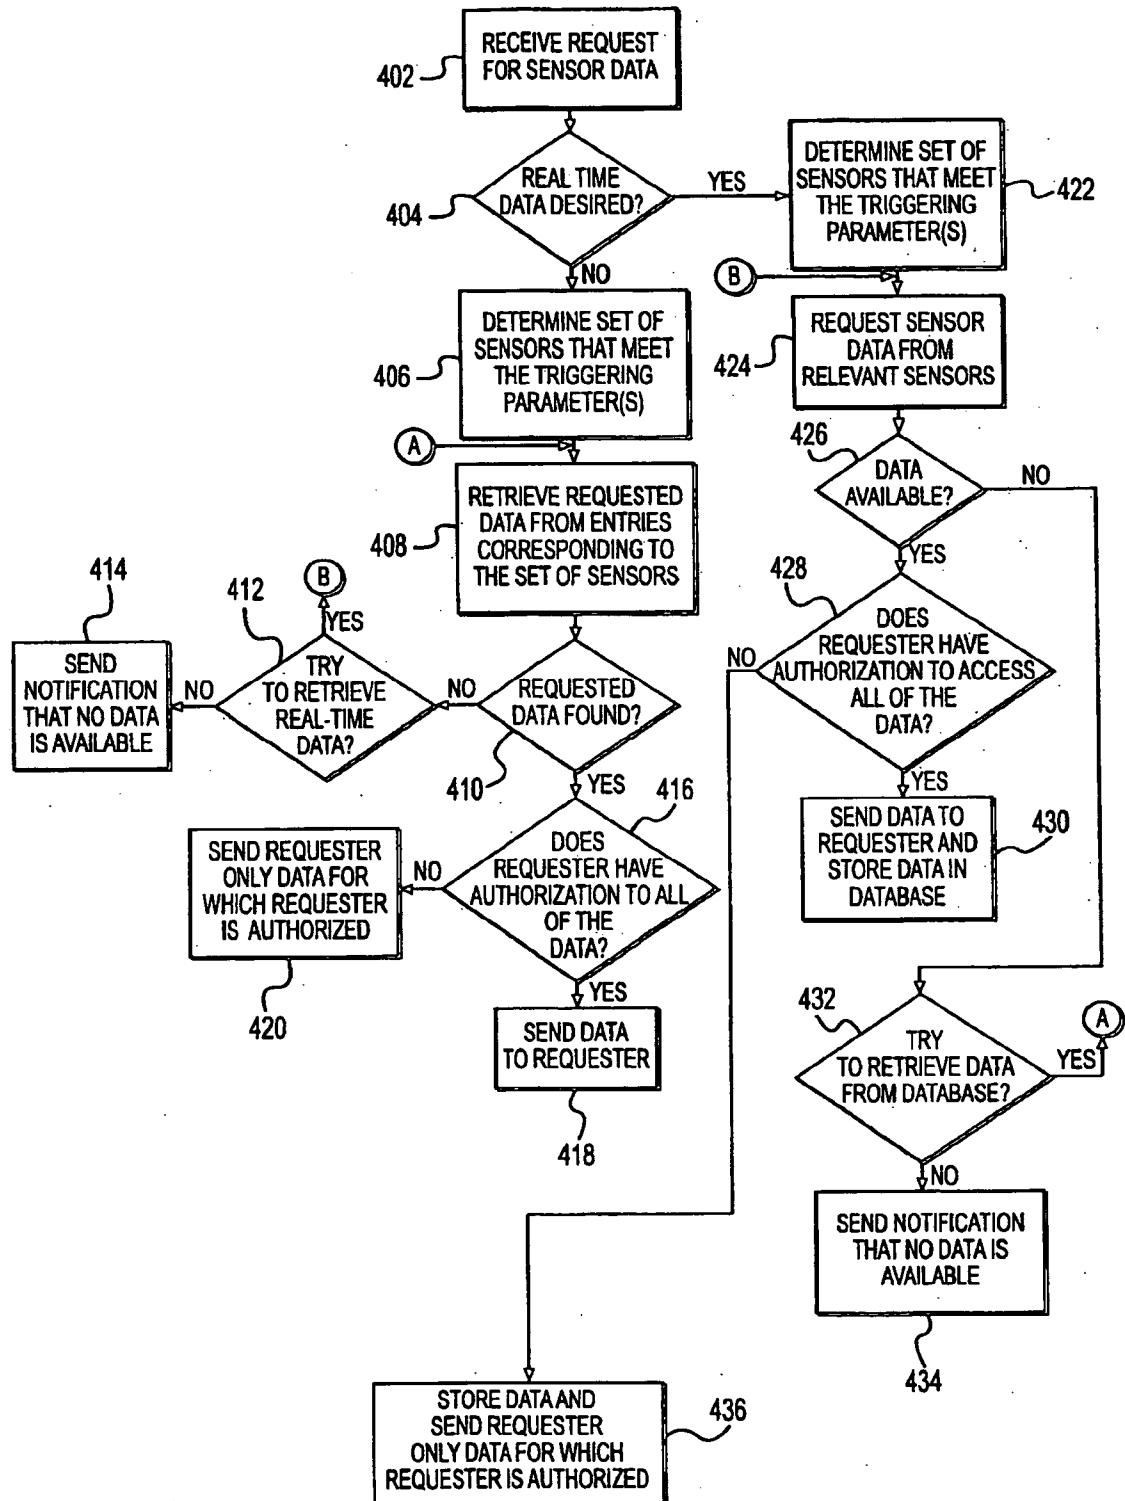 RECEIVE REQUEST
FOR SENSOR DATA
402
REAL TIME
DATA DESIRED?
404
YES
NO
DETERMINE SET OF
SENSORS THAT MEET
THE TRIGGERING
PARAMETER(S)
422
B
REQUEST SENSOR
DATA FROM
RELEVANT SENSORS
424
DETERMINE SET OF
SENSORS THAT MEET
THE TRIGGERING
PARAMETER(S)
406
A
RETRIEVE REQUESTED
DATA FROM ENTRIES
CORRESPONDING TO
THE SET OF SENSORS
408
426
DATA
AVAILABLE?
NO
YES
414
SEND
NOTIFICATION
THAT NO DATA
IS AVAILABLE
NO
412
B
YES
TRY
TO RETRIEVE
REAL-TIME
DATA?
NO
REQUESTED
DATA FOUND?
410
YES
428
DOES
REQUESTER HAVE
AUTHORIZATION TO ACCESS
ALL OF THE
DATA?
NO
YES
SEND DATA TO
REQUESTER AND
STORE DATA IN
DATABASE
430
416
DOES
REQUESTER HAVE
AUTHORIZATION TO ALL
OF THE
DATA?
NO
YES
SEND REQUESTER
ONLY DATA FOR
WHICH REQUESTER
IS AUTHORIZED
420
SEND DATA
TO REQUESTER
418
432
TRY
TO RETRIEVE DATA
FROM DATABASE?
YES
A
NO
SEND NOTIFICATION
THAT NO DATA IS
AVAILABLE
434
STORE DATA AND
SEND REQUESTER
ONLY DATA FOR WHICH
REQUESTER IS AUTHORIZED
436